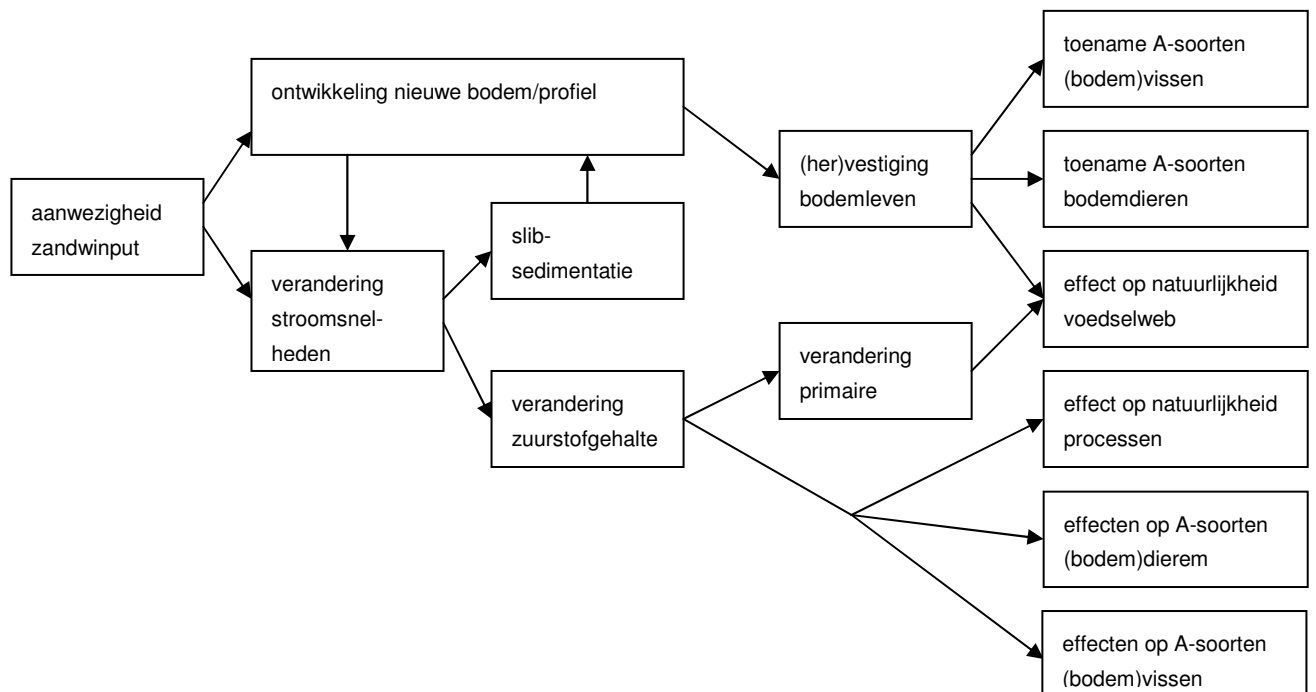 aanwezigheid
zandwinput
ontwikkeling nieuwe bodem/profiel
verandering
stroomsnel-
heden
slib-
sedimentatie
verandering
zuurstofgehalte
(her)vestiging
bodemleven
verandering
primaire
toename A-soorten
(bodem)vissen
toename A-soorten
bodemdieren
effect op natuurlijkheid
voedselweb
effect op natuurlijkheid
processen
effecten op A-soorten
(bodem)dierem
effecten op A-soorten
(bodem)vissen